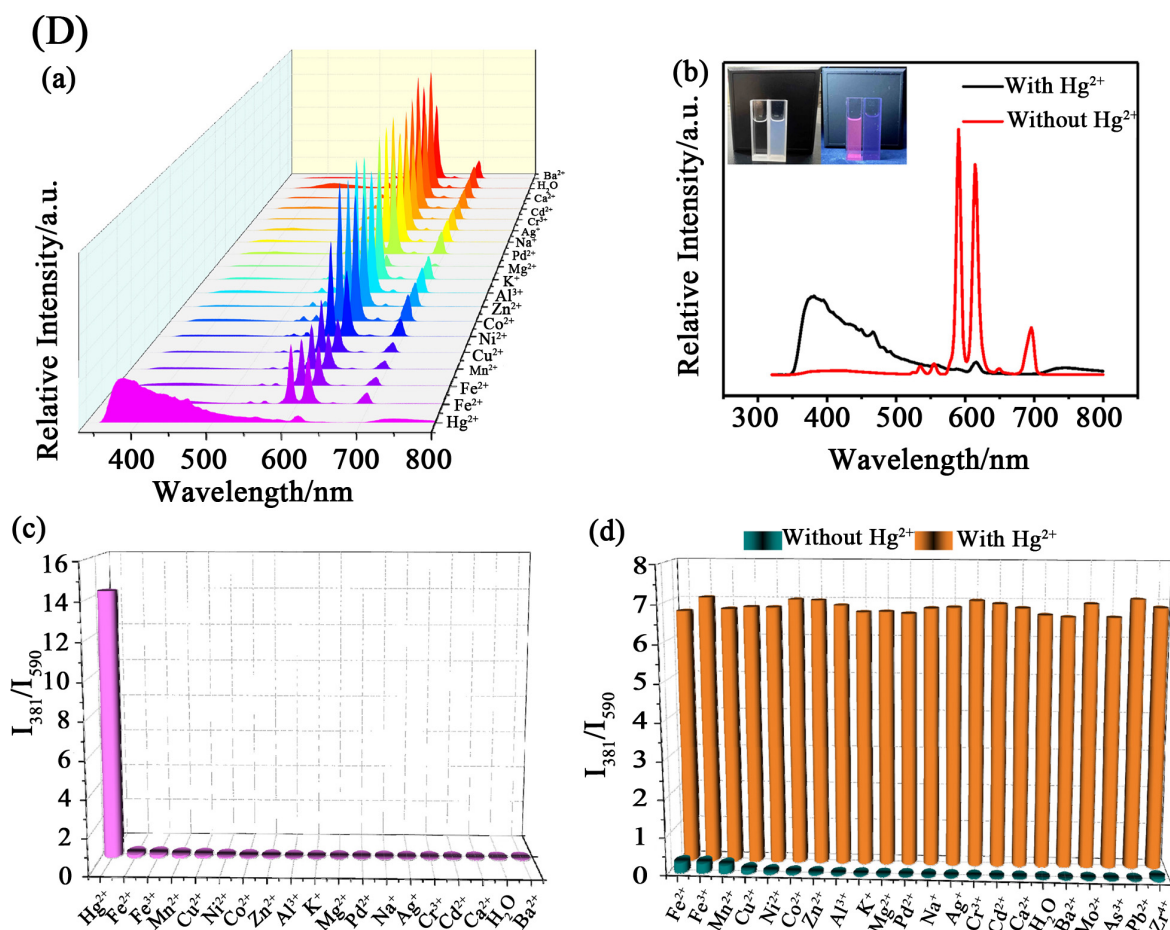 (D)
(a)
Relative Intensity/a.u.
Ba²⁺
H₂O
Ca²⁺
Cd²⁺
Cr³⁺
Ag⁺
Na⁺
Pd²⁺
Mg²⁺
K⁺
Al³⁺
Zn²⁺
Co²⁺
Ni²⁺
Cu²⁺
Mn²⁺
Fe²⁺
Fe²⁺
Hg²⁺
400 500 600 700 800
Wavelength/nm
(b)
Relative Intensity/a.u.
With Hg²⁺
Without Hg²⁺
300 400 500 600 700 800
Wavelength/nm
(c)
I₃₈₁/I₅₉₀
16
14
12
10
8
6
4
2
0
Hg²⁺ Fe²⁺ Fe³⁺ Mn²⁺ Cu²⁺ Ni²⁺ Co²⁺ Zn²⁺ Al³⁺ K⁺ Mg²⁺ Pd²⁺ Na⁺ Ag⁺ Cr³⁺ Cd²⁺ Ca²⁺ H₂O Ba²⁺
(d)
Without Hg²⁺ With Hg²⁺
I₃₈₁/I₅₉₀
8
7
6
5
4
3
2
1
0
Fe²⁺ Fe³⁺ Mn²⁺ Cu²⁺ Ni²⁺ Co²⁺ Zn²⁺ Al³⁺ K⁺ Mg²⁺ Pd²⁺ Na⁺ Ag⁺ Cr³⁺ Cd²⁺ Ca²⁺ H₂O Ba²⁺ Mo²⁺ As³⁺ Pb²⁺ Zr⁴⁺